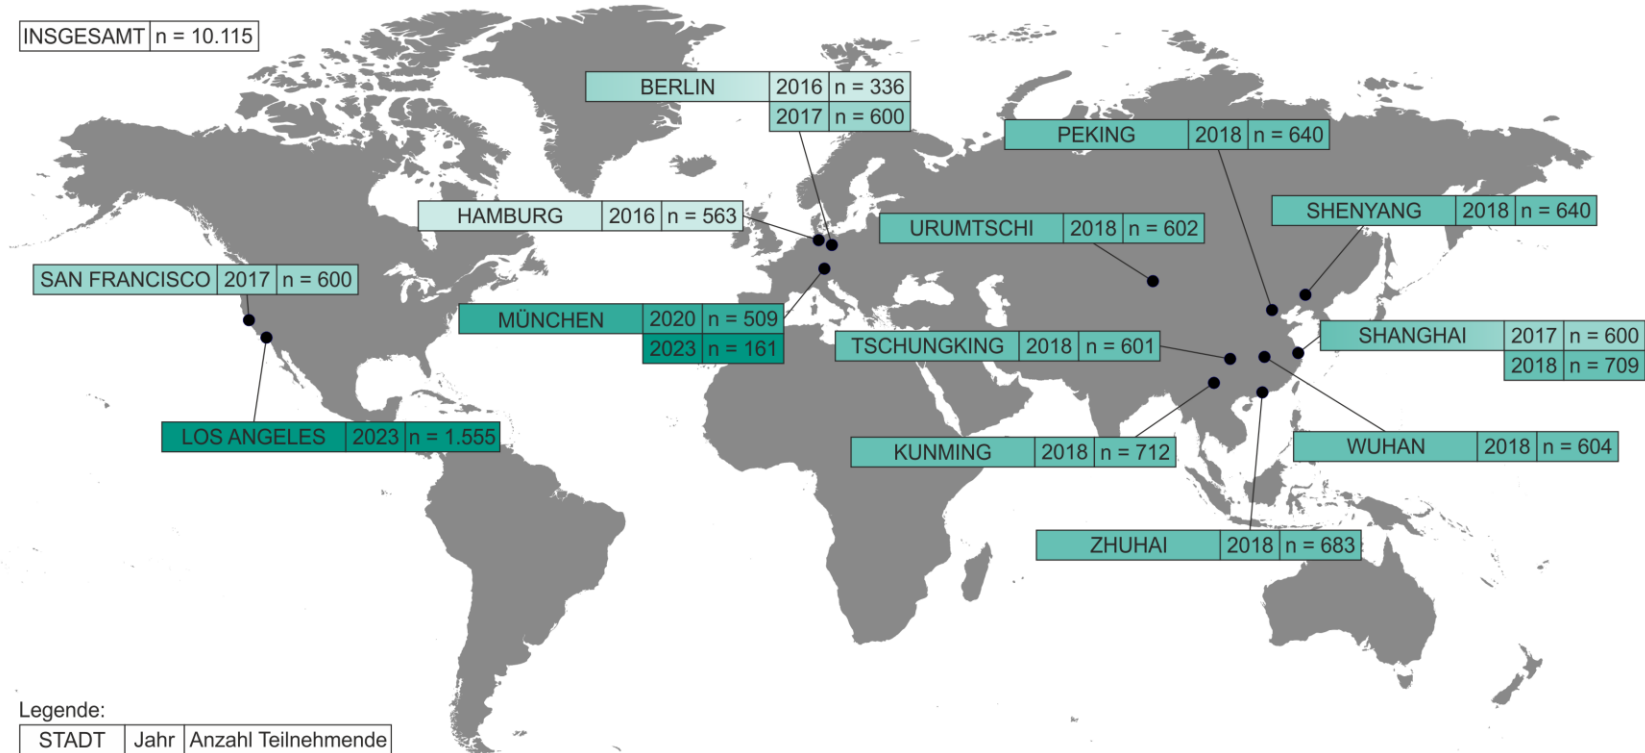 INSGESAMT n = 10.115
BERLIN 2016 n = 336
2017 n = 600
PEKING 2018 n = 640
HAMBURG 2016 n = 563
URUMTSCHI 2018 n = 602
SHENYANG 2018 n = 640
SAN FRANCISCO 2017 n = 600
MÜNCHEN 2020 n = 509
2023 n = 161
TSCHUNGKING 2018 n = 601
SHANGHAI 2017 n = 600
2018 n = 709
LOS ANGELES 2023 n = 1.555
KUNMING 2018 n = 712
WUHAN 2018 n = 604
ZHUHAI 2018 n = 683
Legende:
STADT Jahr Anzahl Teilnehmende